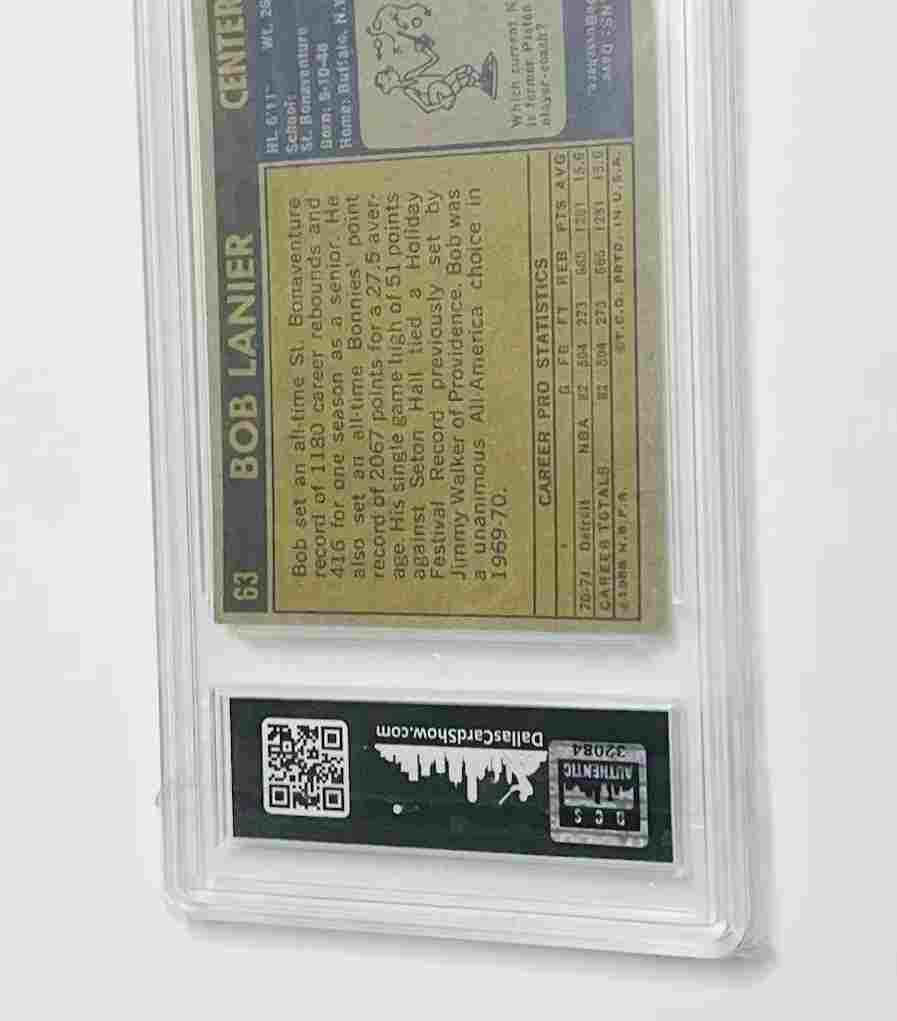 63 BOB LANIER CENTER
Bob set an all-time St. Bonaventure
record of 1180 career rebounds and
416 for one season as a senior. He
also set an all-time Bonnies' point
record of 2067 points for a 27.5 aver-
age. His single game high of 51 points
against Seton Hall tied a Holiday
Festival Record previously set by
Jimmy Walker of Providence. Bob was
a unanimous All-America choice in
1969-70.
Ht. 6'11" Wt. 
School:
St. Bonaventure
Born: 9-10-48
Home: Buffalo, N.Y.
Which current
is former Piston
player-coach?
CAREER PRO STATISTICS
G FG FT REB PTS AVG
70-71 Detroit NBA 82 504 273 665 1281 15.6
CAREER TOTALS 82 504 273 665 1281 15.6
N.B.P.A. ©T.C.G. PRTD. IN U.S.A.
DallasCardShow.com
DCS
AUTHENTIC
32084